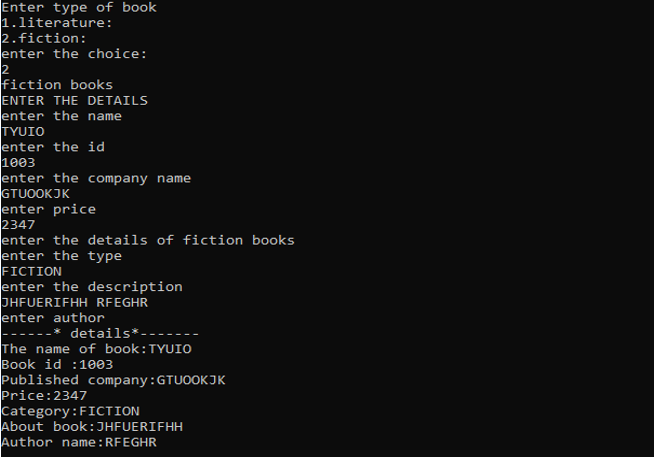 Enter type of book
1.literature:
2.fiction:
enter the choice:
2
fiction books
ENTER THE DETAILS
enter the name
TYUIO
enter the id
1003
enter the company name
GTUOOKJK
enter price
2347
enter the details of fiction books
enter the type
FICTION
enter the description
JHFUERIFHH RFEGHR
enter author
------* details*-------
The name of book:TYUIO
Book id :1003
Published company:GTUOOKJK
Price:2347
Category:FICTION
About book:JHFUERIFHH
Author name:RFEGHR